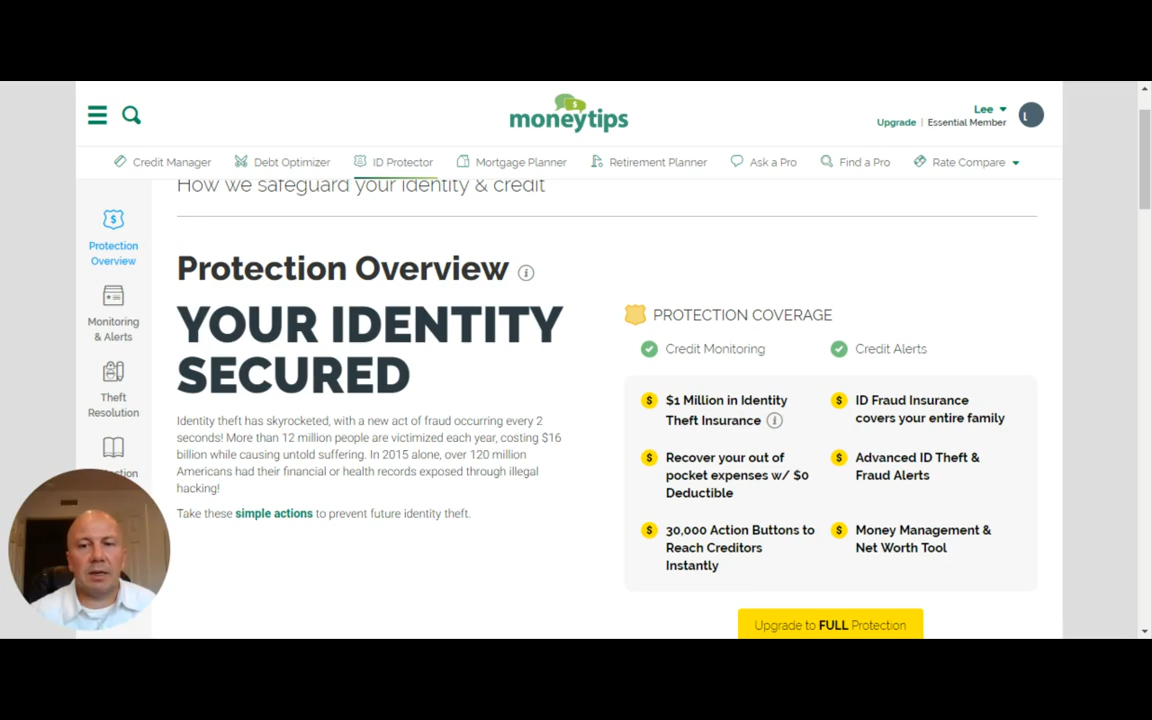 moneytips
Lee
Upgrade | Essential Member
L
Credit Manager
Debt Optimizer
ID Protector
Mortgage Planner
Retirement Planner
Ask a Pro
Find a Pro
Rate Compare
How we safeguard your identity & credit
Protection
Overview
Monitoring
& Alerts
Theft
Resolution
Protection Overview
YOUR IDENTITY
SECURED
Identity theft has skyrocketed, with a new act of fraud occurring every 2
seconds! More than 12 million people are victimized each year, costing $16
billion while causing untold suffering. In 2015 alone, over 120 million
Americans had their financial or health records exposed through illegal
hacking!
Take these simple actions to prevent future identity theft.
PROTECTION COVERAGE
Credit Monitoring
Credit Alerts
$1 Million in Identity
Theft Insurance
ID Fraud Insurance
covers your entire family
Recover your out of
pocket expenses w/ $0
Deductible
Advanced ID Theft &
Fraud Alerts
30,000 Action Buttons to
Reach Creditors
Instantly
Money Management &
Net Worth Tool
Upgrade to FULL Protection